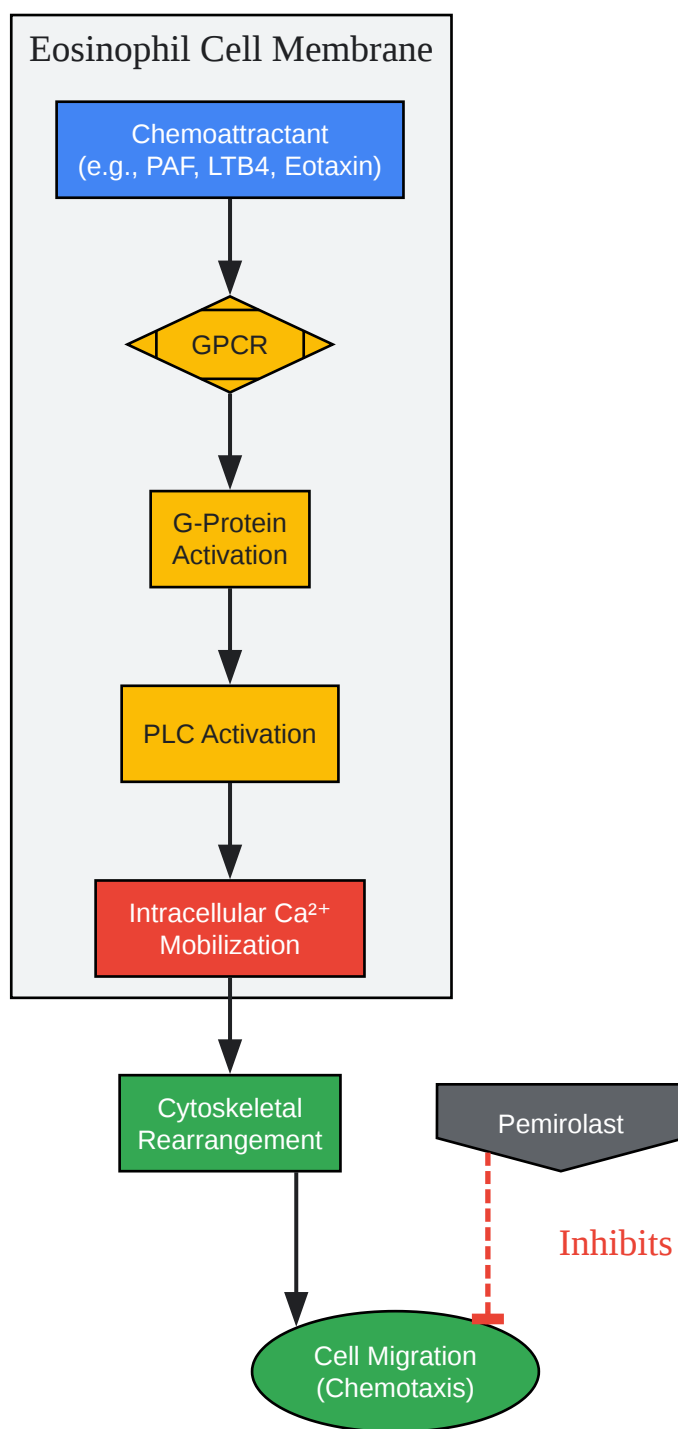 Eosinophil Cell Membrane
Chemoattractant
(e.g., PAF, LTB4, Eotaxin)
GPCR
G-Protein
Activation
PLC Activation
Intracellular Ca²⁺
Mobilization
Cytoskeletal
Rearrangement
Pemirolast
Inhibits
Cell Migration
(Chemotaxis)